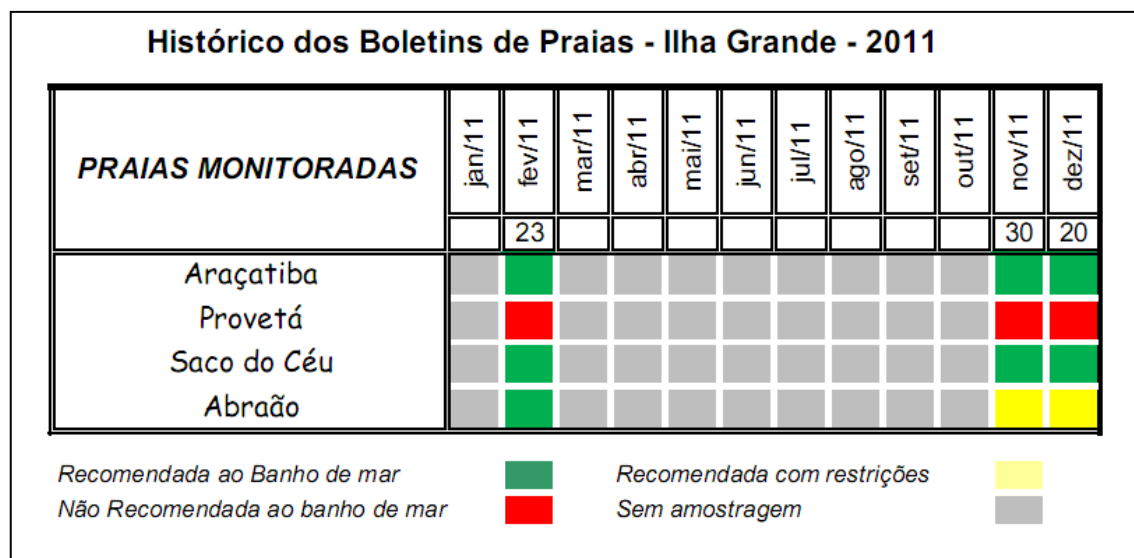 Histórico dos Boletins de Praias - Ilha Grande - 2011
PRAIAS MONITORADAS
jan/11 fev/11 mar/11 abr/11 mai/11 jun/11 jul/11 ago/11 set/11 out/11 nov/11 dez/11
23 30 20
Araçatiba
Provetá
Saco do Céu
Abraão
Recomendada ao Banho de mar Recomendada com restrições
Não Recomendada ao banho de mar Sem amostragem